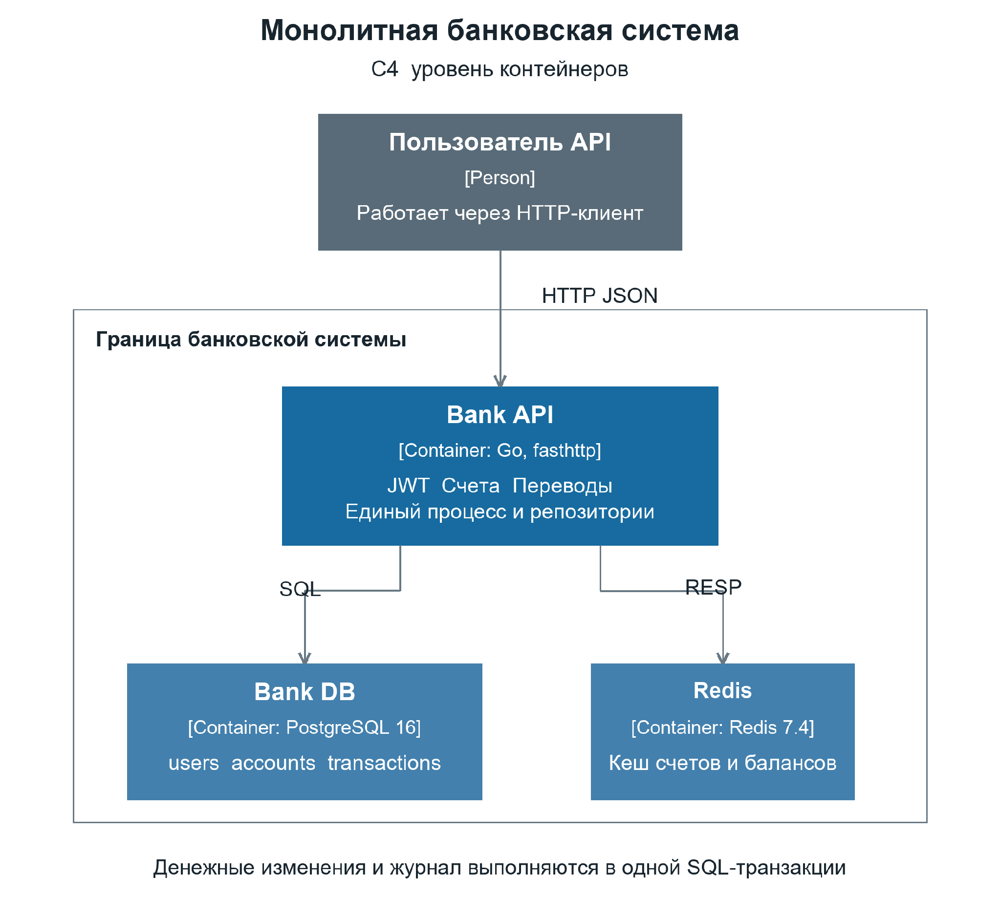 Монолитная банковская система
C4 уровень контейнеров
Пользователь API
[Person]
Работает через HTTP-клиент
HTTP JSON
Граница банковской системы
Bank API
[Container: Go, fasthttp]
JWT Счета Переводы
Единый процесс и репозитории
SQL
RESP
Bank DB
[Container: PostgreSQL 16]
users accounts transactions
Redis
[Container: Redis 7.4]
Кеш счетов и балансов
Денежные изменения и журнал выполняются в одной SQL-транзакции